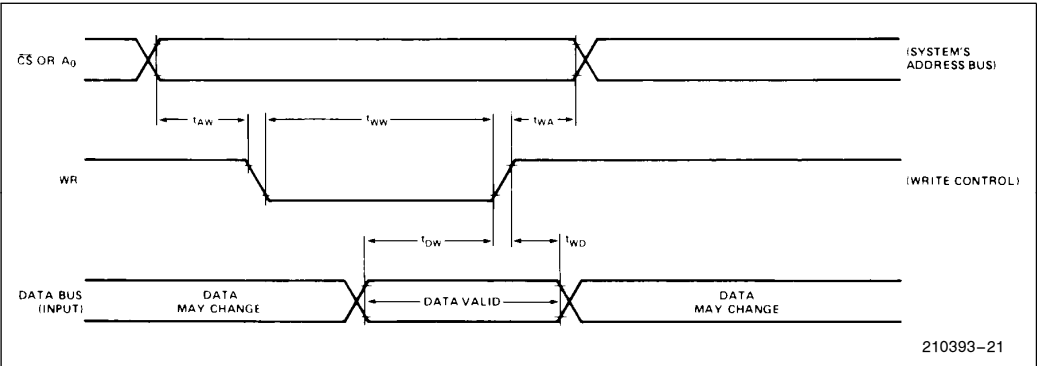 C̅S̅ OR A₀
(SYSTEM'S
ADDRESS BUS)
tAW
tWW
tWA
WR
(WRITE CONTROL)
tDW
tWD
DATA BUS
(INPUT)
DATA
MAY CHANGE
DATA VALID
DATA
MAY CHANGE
210393–21